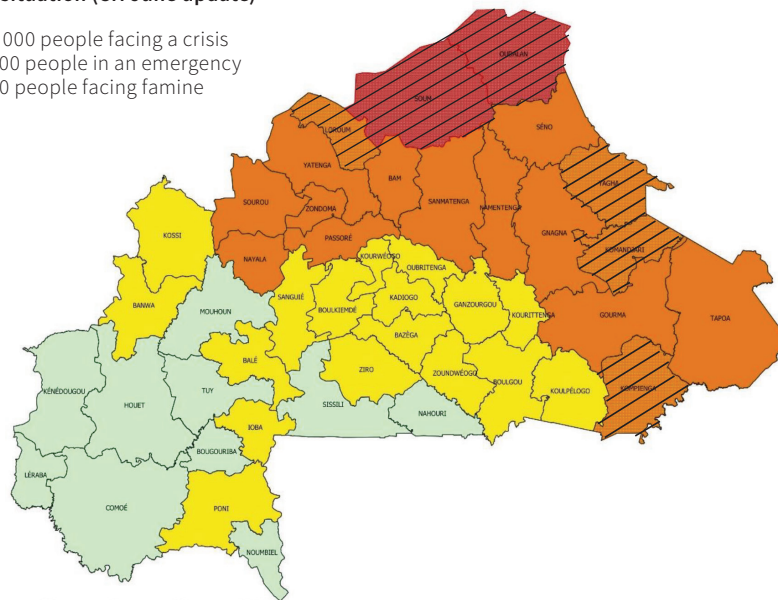 000 people facing a crisis
00 people in an emergency
0 people facing famine
OUDALAN
SOUM
LOROUM
SÉNO
YATENGA
BAM
YAGHA
SOUROU
SANMATENGA
NAMENTENGA
ZONDOMA
GNAGNA
PASSORÉ
KOSSI
KOMANDJARI
NAYALA
KOURWÉOGO
OUBRITENGA
SANGUIÉ
KADIOGO
BANWA
MOUHOUN
BOULKIEMDÉ
GANZOURGOU
KOURITTENGA
GOURMA
TAPOA
BAZÈGA
BALÉ
ZIRO
ZOUNDWÉOGO
BOULGOU
KOULPÉLOGO
KOMPIENGA
KÉNÉDOUGOU
TUY
HOUET
SISSILI
NAHOURI
IOBA
BOUGOURIBA
LÉRABA
COMOÉ
PONI
NOUMBIEL